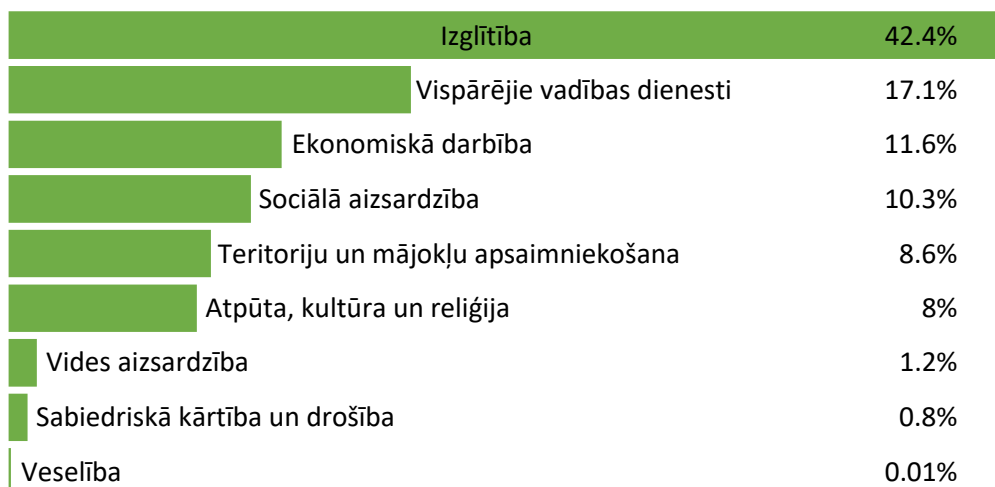 Izglītība 42.4%
Vispārējie vadības dienesti 17.1%
Ekonomiskā darbība 11.6%
Sociālā aizsardzība 10.3%
Teritoriju un mājokļu apsaimniekošana 8.6%
Atpūta, kultūra un reliģija 8%
Vides aizsardzība 1.2%
Sabiedriskā kārtība un drošība 0.8%
Veselība 0.01%